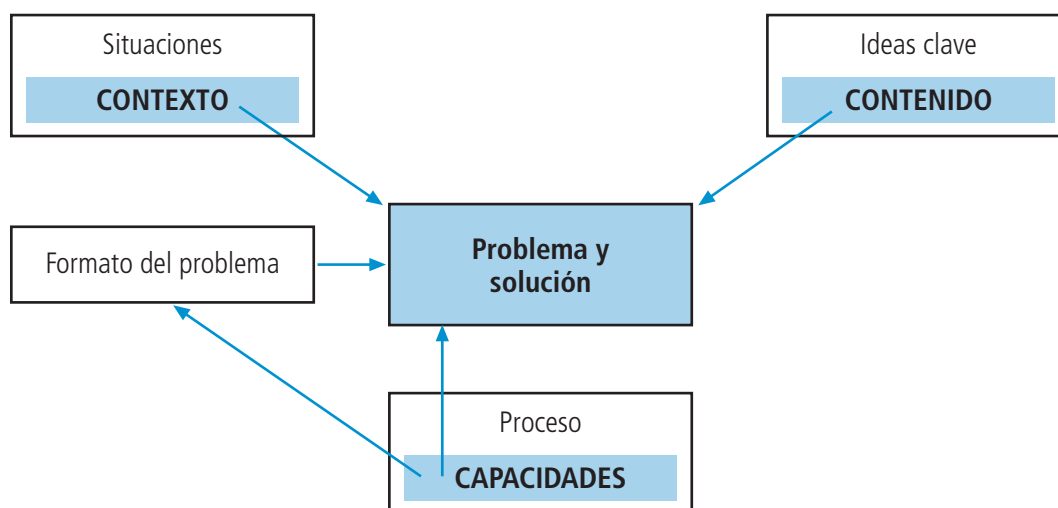 Situaciones
CONTEXTO
Ideas clave
CONTENIDO
Formato del problema
Problema y
solución
Proceso
CAPACIDADES